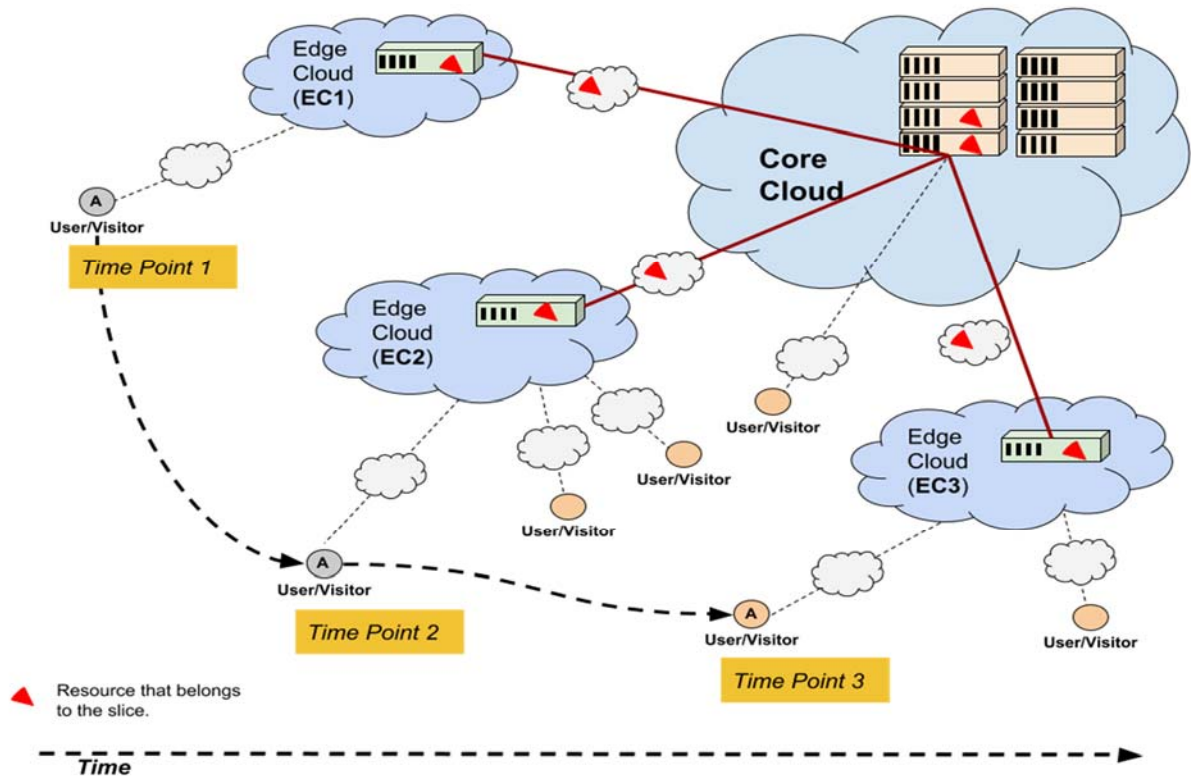 Edge
Cloud
(EC1)
Core
Cloud
A
User/Visitor
Time Point 1
Edge
Cloud
(EC2)
User/Visitor
Edge
Cloud
(EC3)
User/Visitor
User/Visitor
A
User/Visitor
Time Point 2
A
User/Visitor
User/Visitor
Time Point 3
Resource that belongs
to the slice.
Time